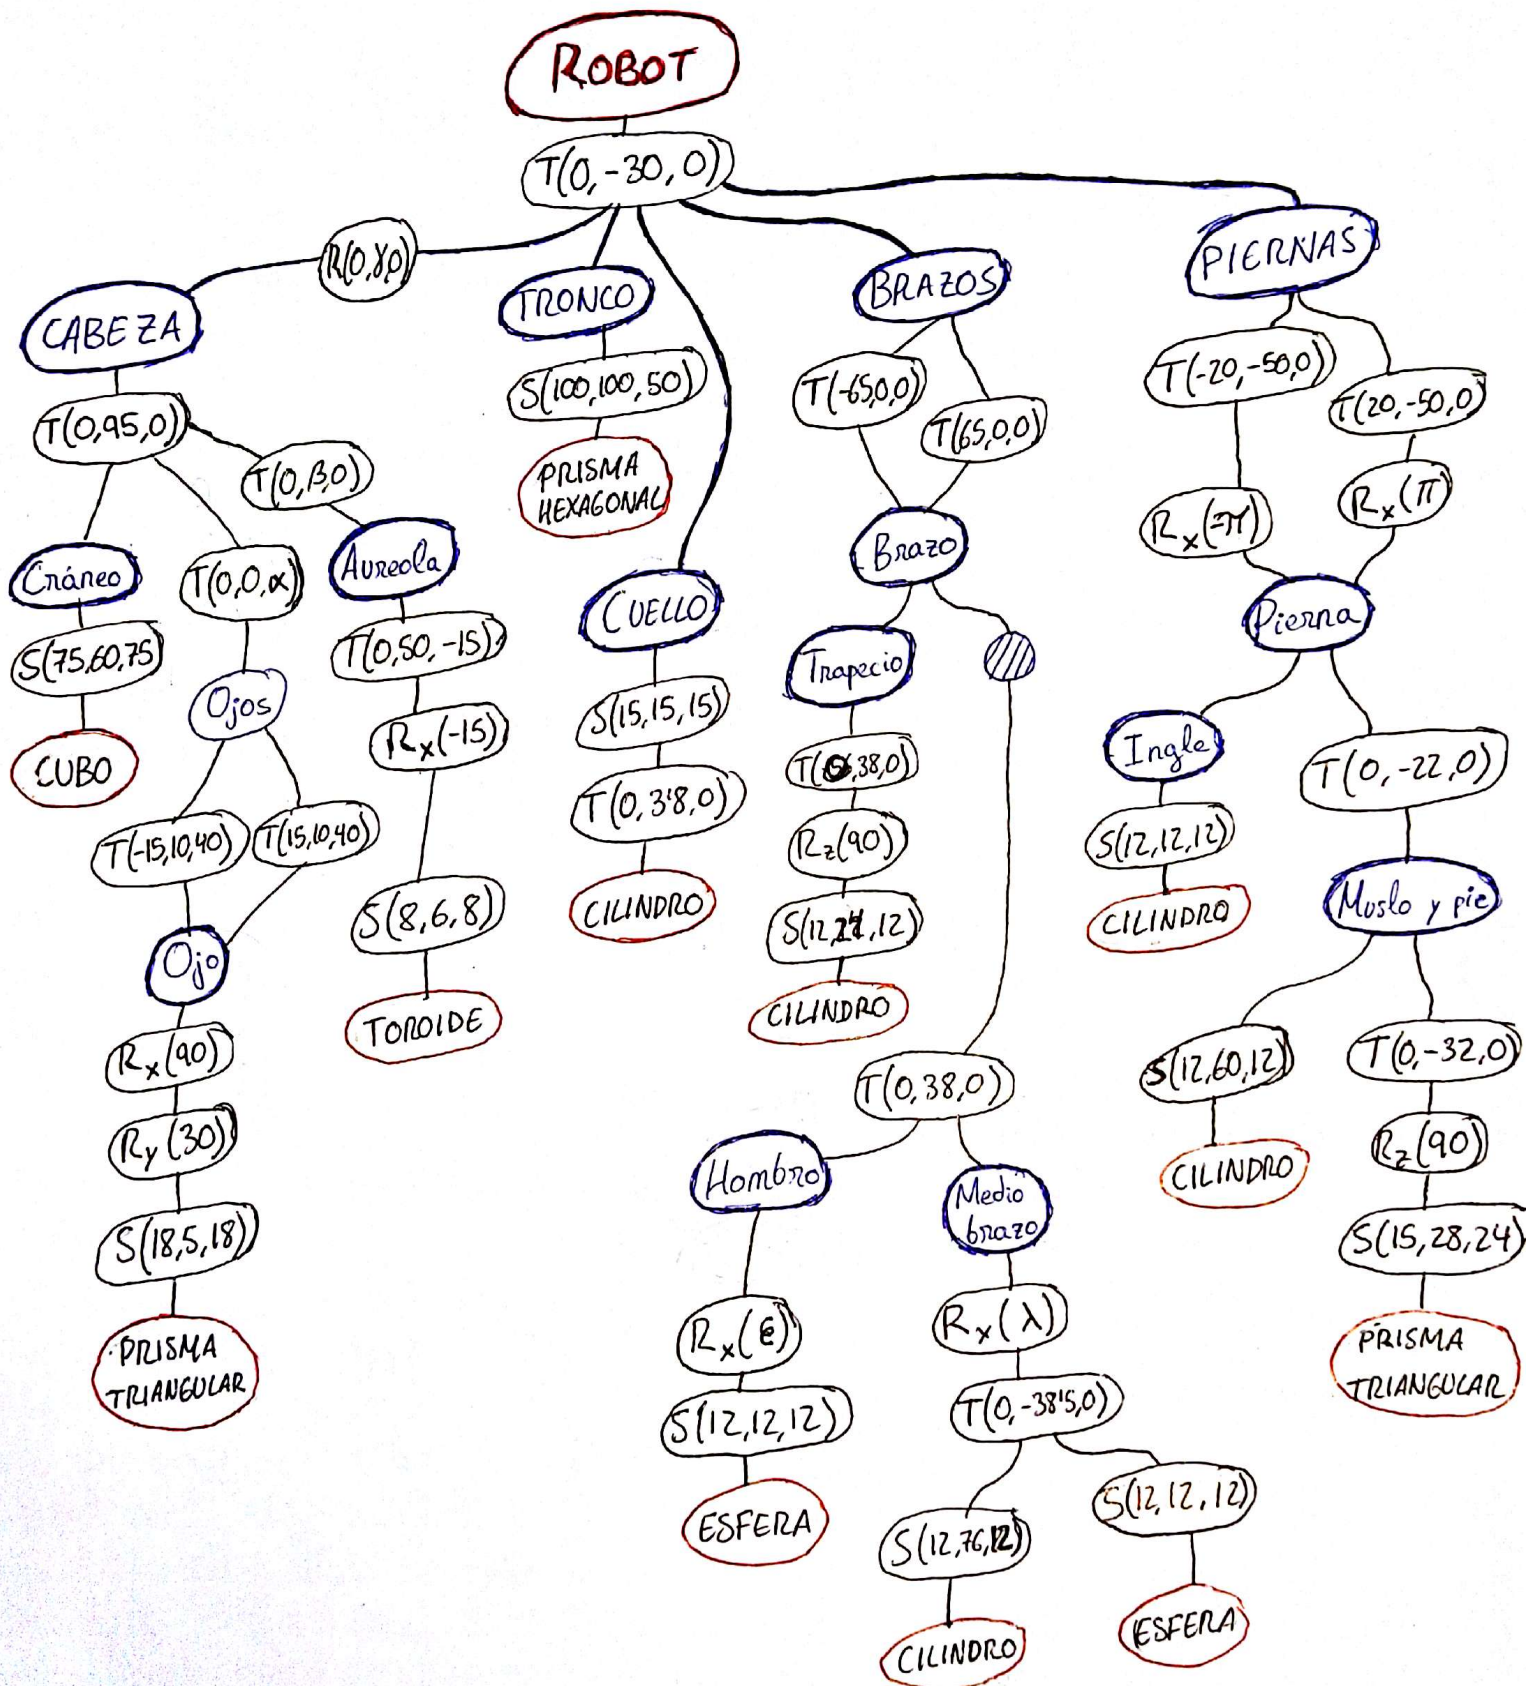 ROBOT
T(0,-30,0)
R(0,γ,0)
CABEZA
TRONCO
BRAZOS
PIERNAS
T(0,95,0)
S(100,100,50)
T(-65,0,0)
T(65,0,0)
T(-20,-50,0)
T(20,-50,0)
T(0,β,0)
PRISMA
HEXAGONAL
Rx(-π)
Rx(π)
Cráneo
T(0,0,α)
Aureola
CUELLO
Brazo
Pierna
S(75,60,75
T(0,50,-15)
Trapecio
Ojos
S(15,15,15)
Rx(-15)
CUBO
T(0,3'8,0)
T(0,38,0)
Ingle
T(0,-22,0)
T(-15,10,40)
T(15,10,40)
Rz(90)
S(12,12,12)
S(8,6,8)
CILINDRO
S(12,24,12)
CILINDRO
Muslo y pie
Ojo
TOROIDE
CILINDRO
Rx(90)
T(0,38,0)
S(12,60,12)
T(0,-32,0)
Ry(30)
Hombro
Medio
brazo
CILINDRO
Rz(90)
S(18,5,18)
S(15,28,24)
PRISMA
TRIANGULAR
Rx(ϵ)
Rx(λ)
PRISMA
TRIANGULAR
S(12,12,12)
T(0,-38'5,0)
ESFERA
S(12,76,12)
S(12,12,12)
CILINDRO
ESFERA